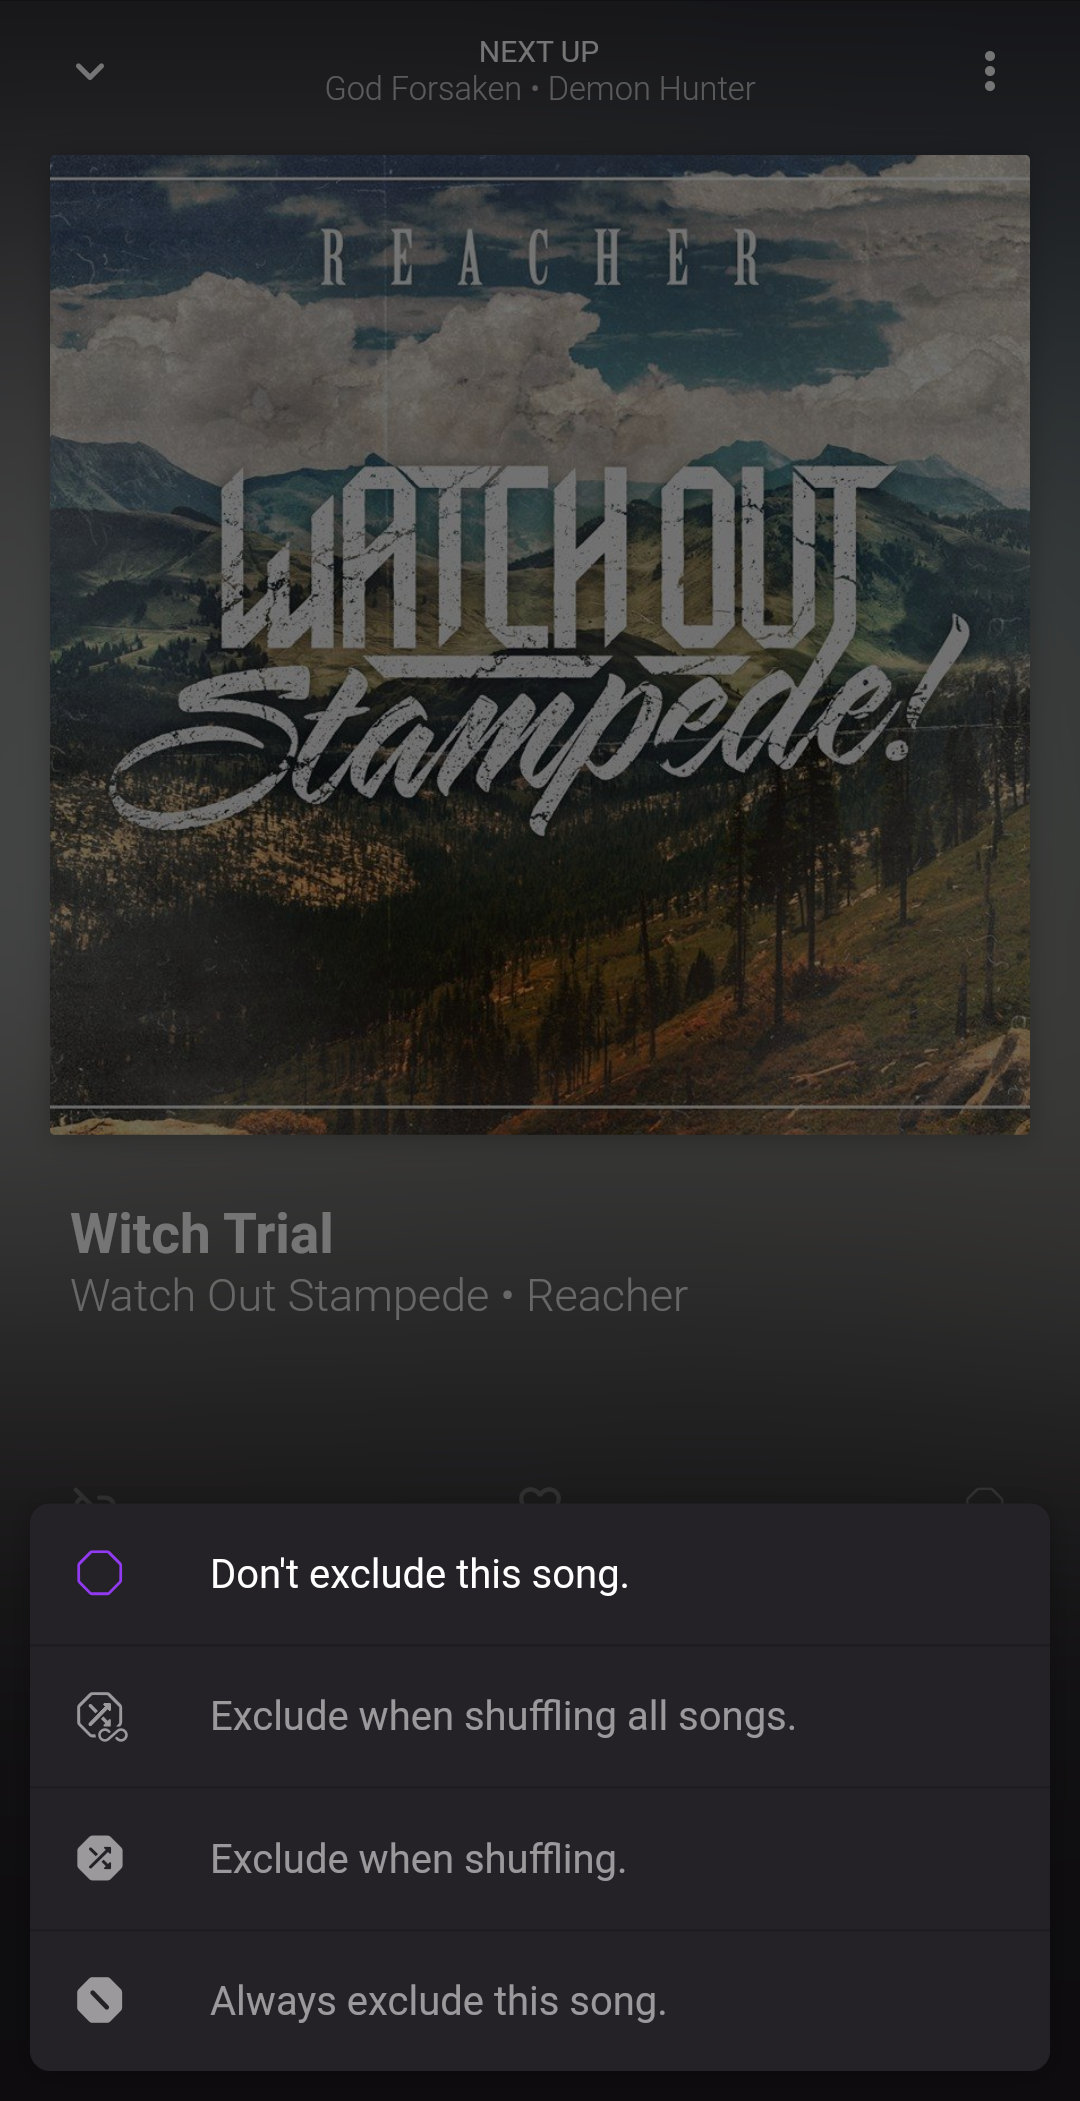 NEXT UP
God Forsaken • Demon Hunter
REACHER
WATCH OUT
Stampede!
Witch Trial
Watch Out Stampede • Reacher
Don't exclude this song.
Exclude when shuffling all songs.
Exclude when shuffling.
Always exclude this song.